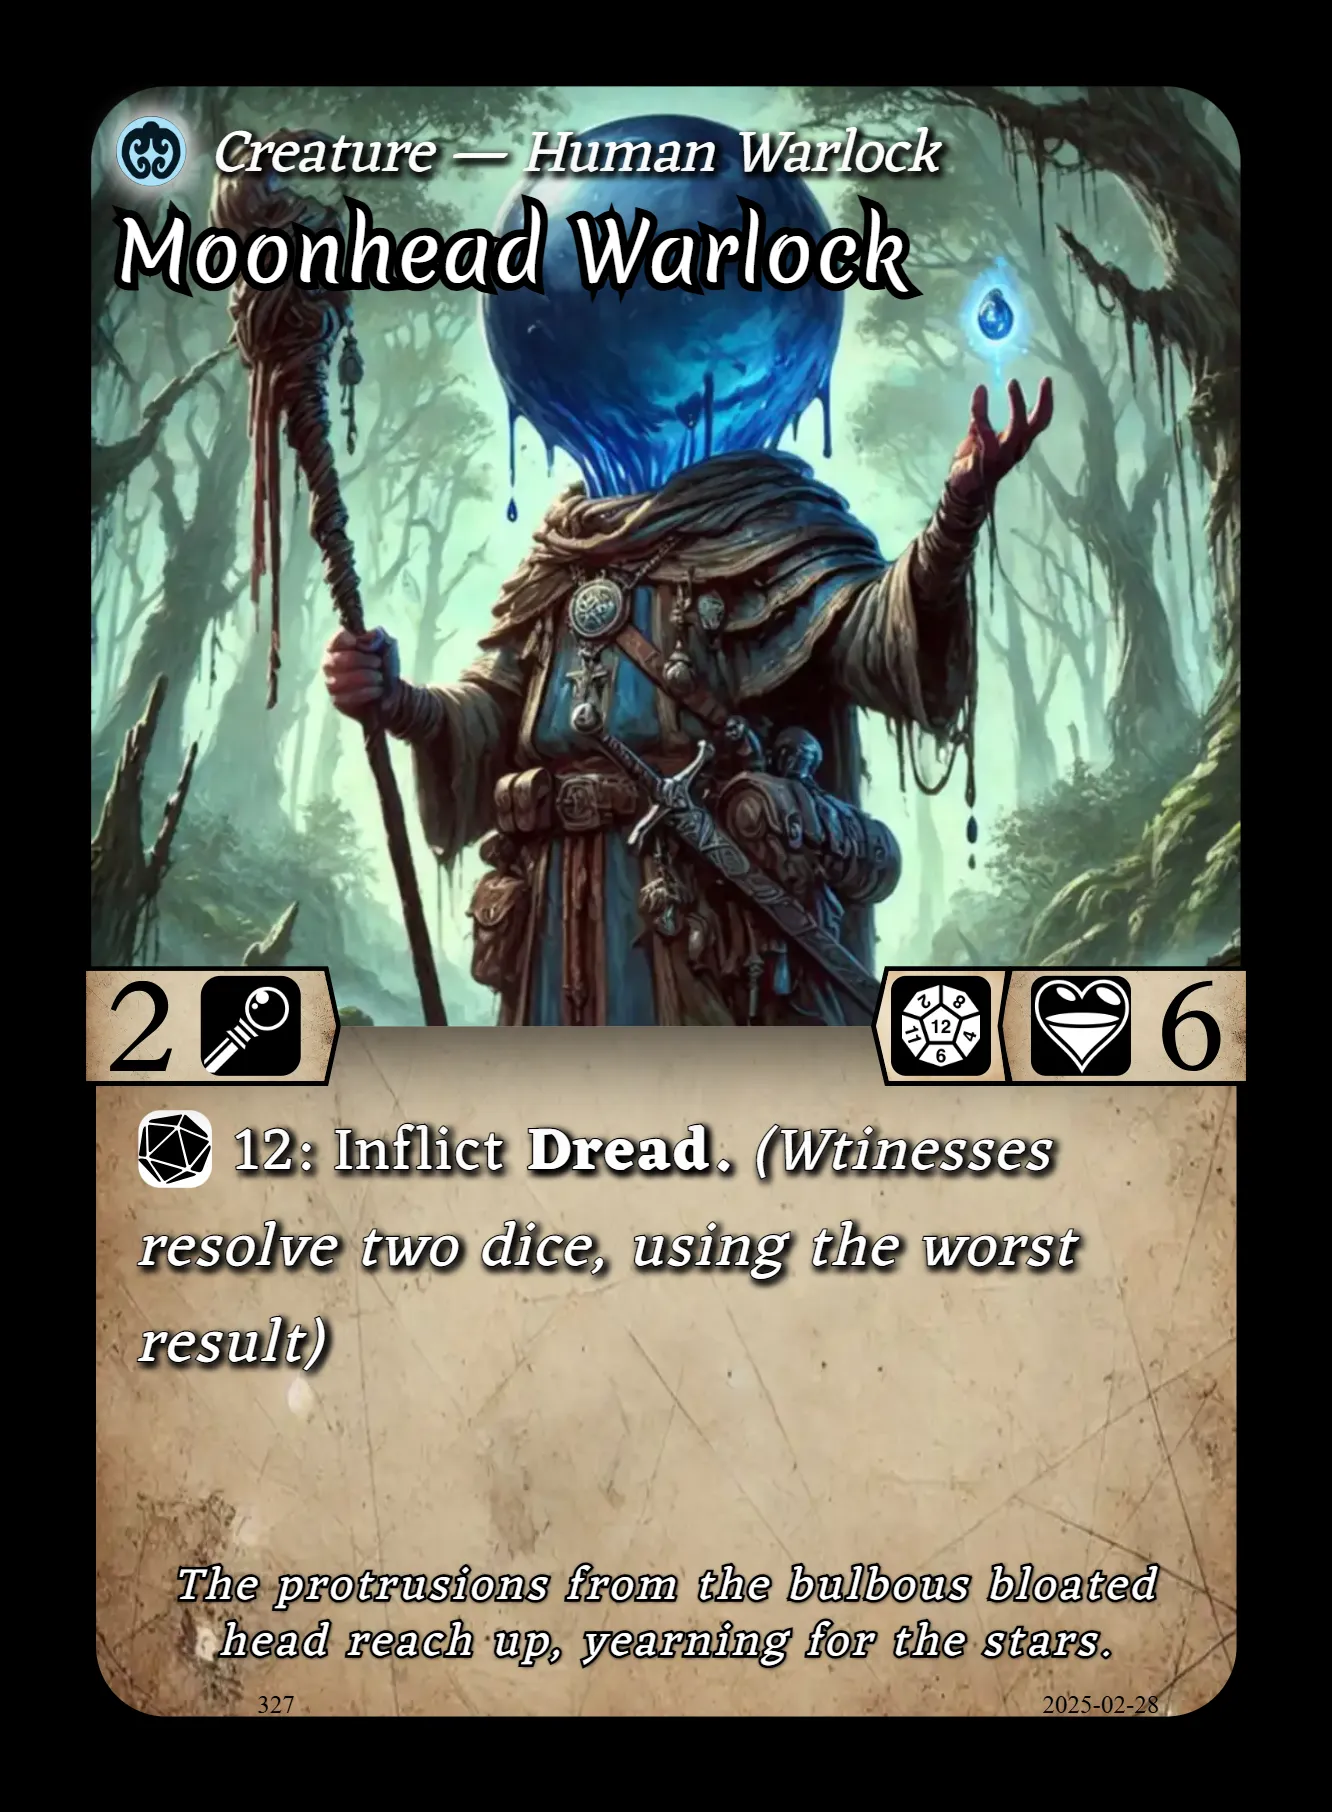 Creature — Human Warlock
Moonhead Warlock
2
2 8 12 11 4 6
6
12: Inflict Dread. (Wtinesses
resolve two dice, using the worst
result)
The protrusions from the bulbous bloated
head reach up, yearning for the stars.
327
2025-02-28